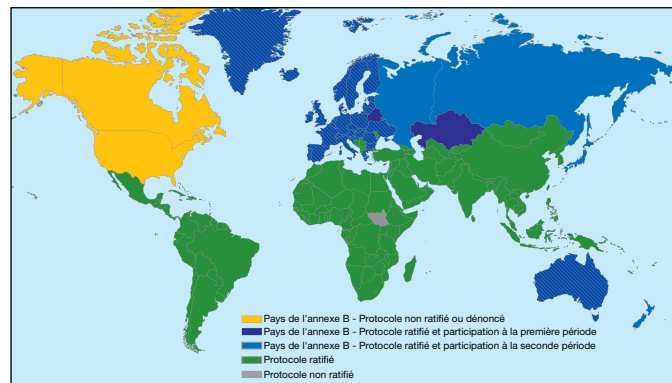 Pays de l'annexe B - Protocole non ratifié ou dénoncé
Pays de l'annexe B - Protocole ratifié et participation à la première période
Pays de l'annexe B - Protocole ratifié et participation à la seconde période
Protocole ratifié
Protocole non ratifié